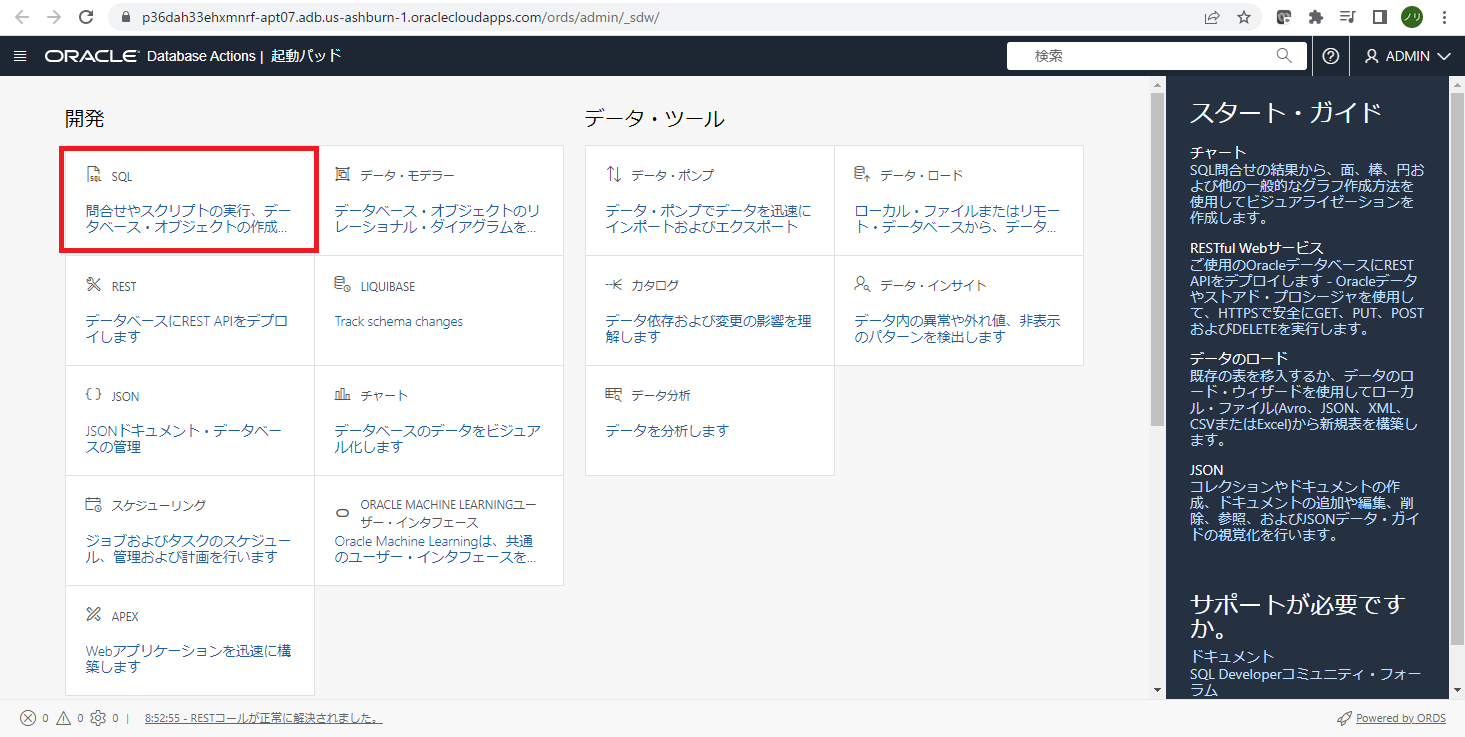 p36dah33ehxmnrf-apt07.adb.us-ashburn-1.oraclecloudapps.com/ords/admin/_sdw/
ノリ
ORACLE Database Actions | 起動パッド
検索
ADMIN
開発
SQL
問合せやスクリプトの実行、デー
タベース・オブジェクトの作成...
データ・モデラー
データベース・オブジェクトのリ
レーショナル・ダイアグラムを...
REST
データベースにREST APIをデプロ
イします
LIQUIBASE
Track schema changes
JSON
JSONドキュメント・データベー
スの管理
チャート
データベースのデータをビジュア
ル化します
スケジューリング
ジョブおよびタスクのスケジュー
ル、管理および計画を行います
ORACLE MACHINE LEARNINGユー
ザー・インタフェース
Oracle Machine Learningは、共通
のユーザー・インタフェースを...
APEX
Webアプリケーションを迅速に構
築します
データ・ツール
データ・ポンプ
データ・ポンプでデータを迅速に
インポートおよびエクスポート
データ・ロード
ローカル・ファイルまたはリモー
ト・データベースから、データ...
カタログ
データ依存および変更の影響を理
解します
データ・インサイト
データ内の異常や外れ値、非表示
のパターンを検出します
データ分析
データを分析します
スタート・ガイド
チャート
SQL問合せの結果から、面、棒、円お
よび他の一般的なグラフ作成方法を
使用してビジュアライゼーションを
作成します。
RESTful Webサービス
ご使用のOracleデータベースにREST
APIをデプロイします - Oracleデータ
やストアド・プロシージャを使用し
て、HTTPSで安全にGET、PUT、POST
およびDELETEを実行します。
データのロード
既存の表を移入するか、データのロ
ード・ウィザードを使用してローカ
ル・ファイル(Avro、JSON、XML、
CSVまたはExcel)から新規表を構築し
ます。
JSON
コレクションやドキュメントの作
成、ドキュメントの追加や編集、削
除、参照、およびJSONデータ・ガイ
ドの視覚化を行います。
サポートが必要です
か。
ドキュメント
SQL Developerコミュニティ・フォー
ラム
0 0 0 | 8:52:55 - RESTコールが正常に解決されました。
Powered by ORDS